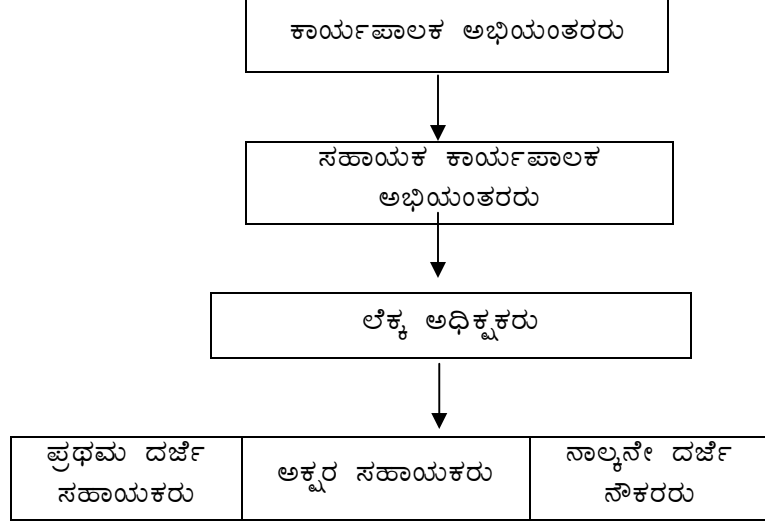 ಕಾರ್ಯಪಾಲಕ ಅಭಿಯಂತರರು
ಸಹಾಯಕ ಕಾರ್ಯಪಾಲಕ
ಅಭಿಯಂತರರು
ಲೆಕ್ಕ ಅಧಿಕ್ಷಕರು
ಪ್ರಥಮ ದರ್ಜೆ
ಸಹಾಯಕರು
ಅಕ್ಷರ ಸಹಾಯಕರು
ನಾಲ್ಕನೇ ದರ್ಜೆ
ನೌಕರರು